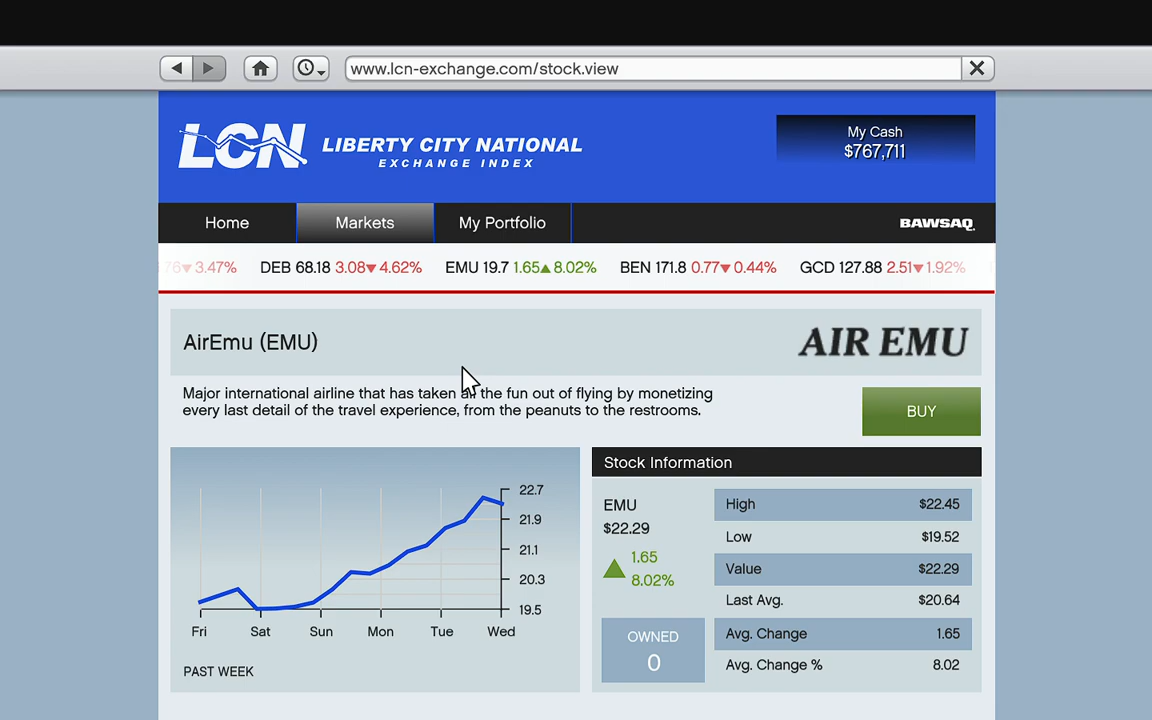 www.lcn-exchange.com/stock.view
LCN LIBERTY CITY NATIONAL
EXCHANGE INDEX
My Cash
$767,711
Home Markets My Portfolio BAWSAQ.
3.47% DEB 68.18 3.08▼4.62% EMU 19.7 1.65▲8.02% BEN 171.8 0.77▼0.44% GCD 127.88 2.51▼1.92%
AirEmu (EMU) AIR EMU
Major international airline that has taken all the fun out of flying by monetizing
every last detail of the travel experience, from the peanuts to the restrooms.
BUY
22.7
21.9
21.1
20.3
19.5
Fri Sat Sun Mon Tue Wed
PAST WEEK
Stock Information
EMU
$22.29
1.65
8.02%
OWNED
0
High $22.45
Low $19.52
Value $22.29
Last Avg. $20.64
Avg. Change 1.65
Avg. Change % 8.02